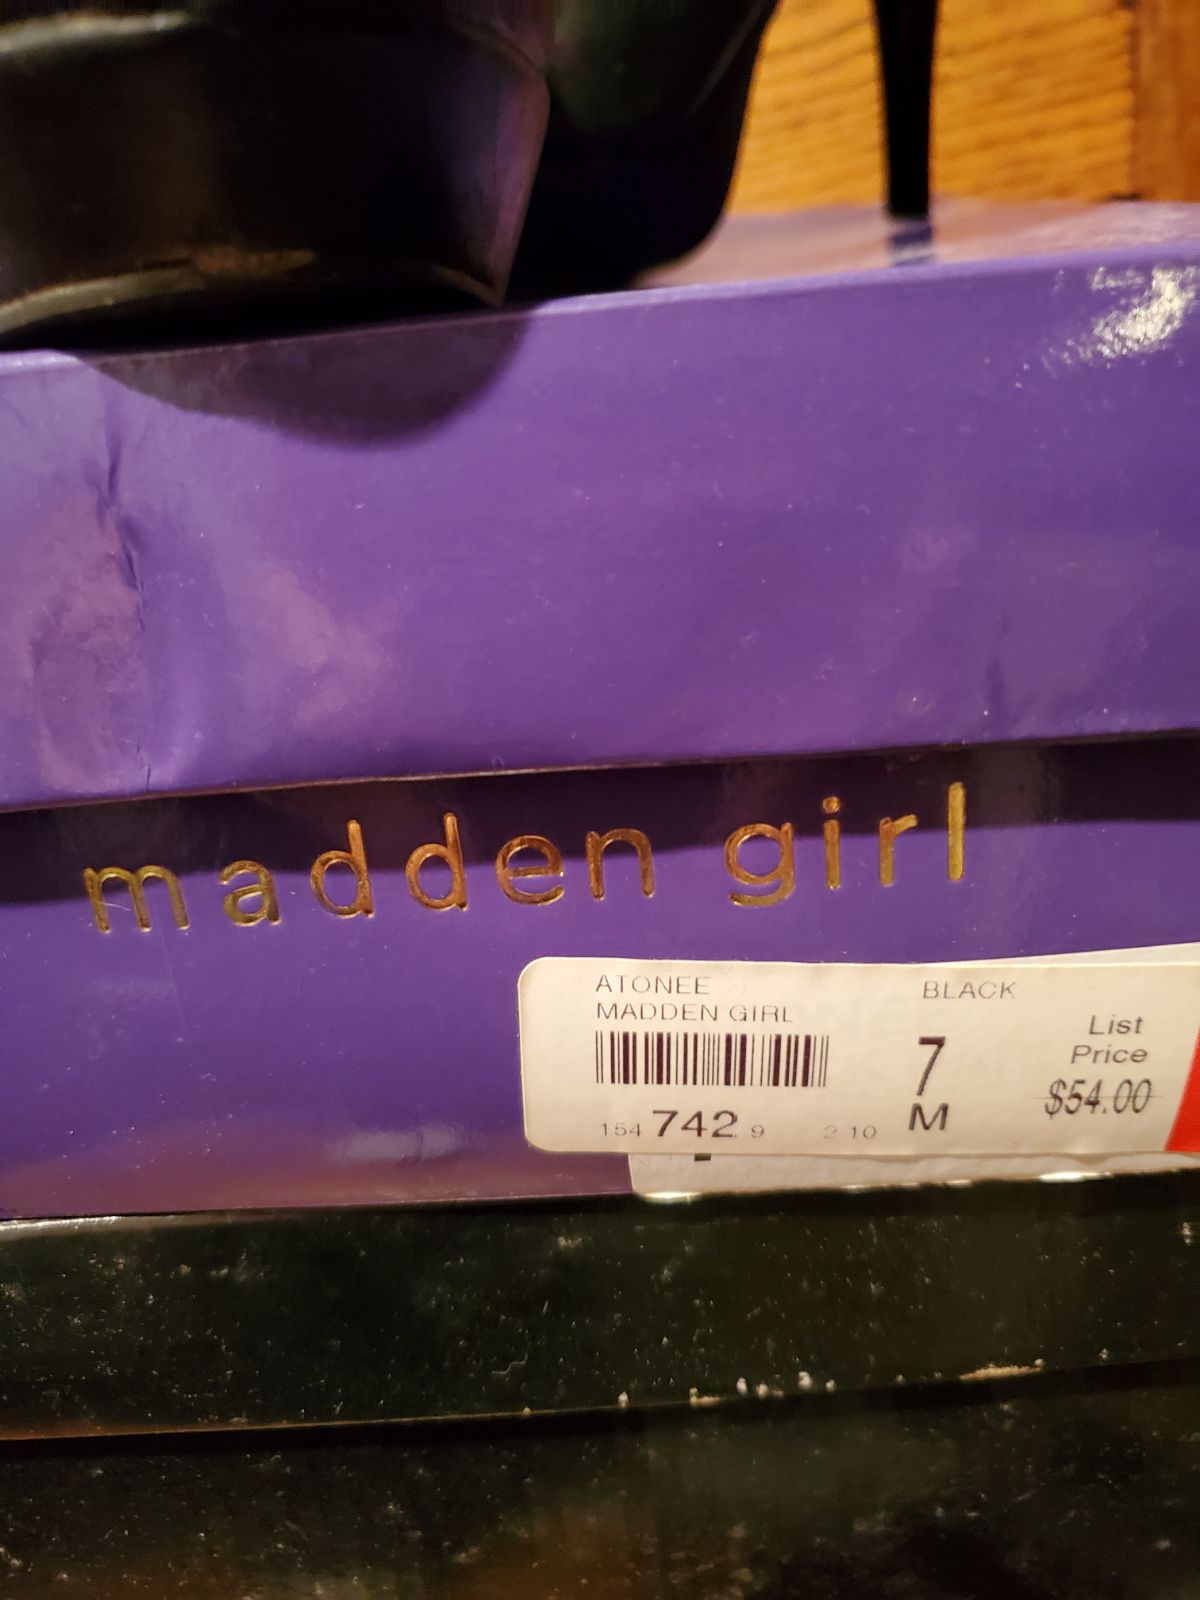 madden girl
ATONEE BLACK
MADDEN GIRL
7
M
List
Price
$54.00
154 742 9 2 10